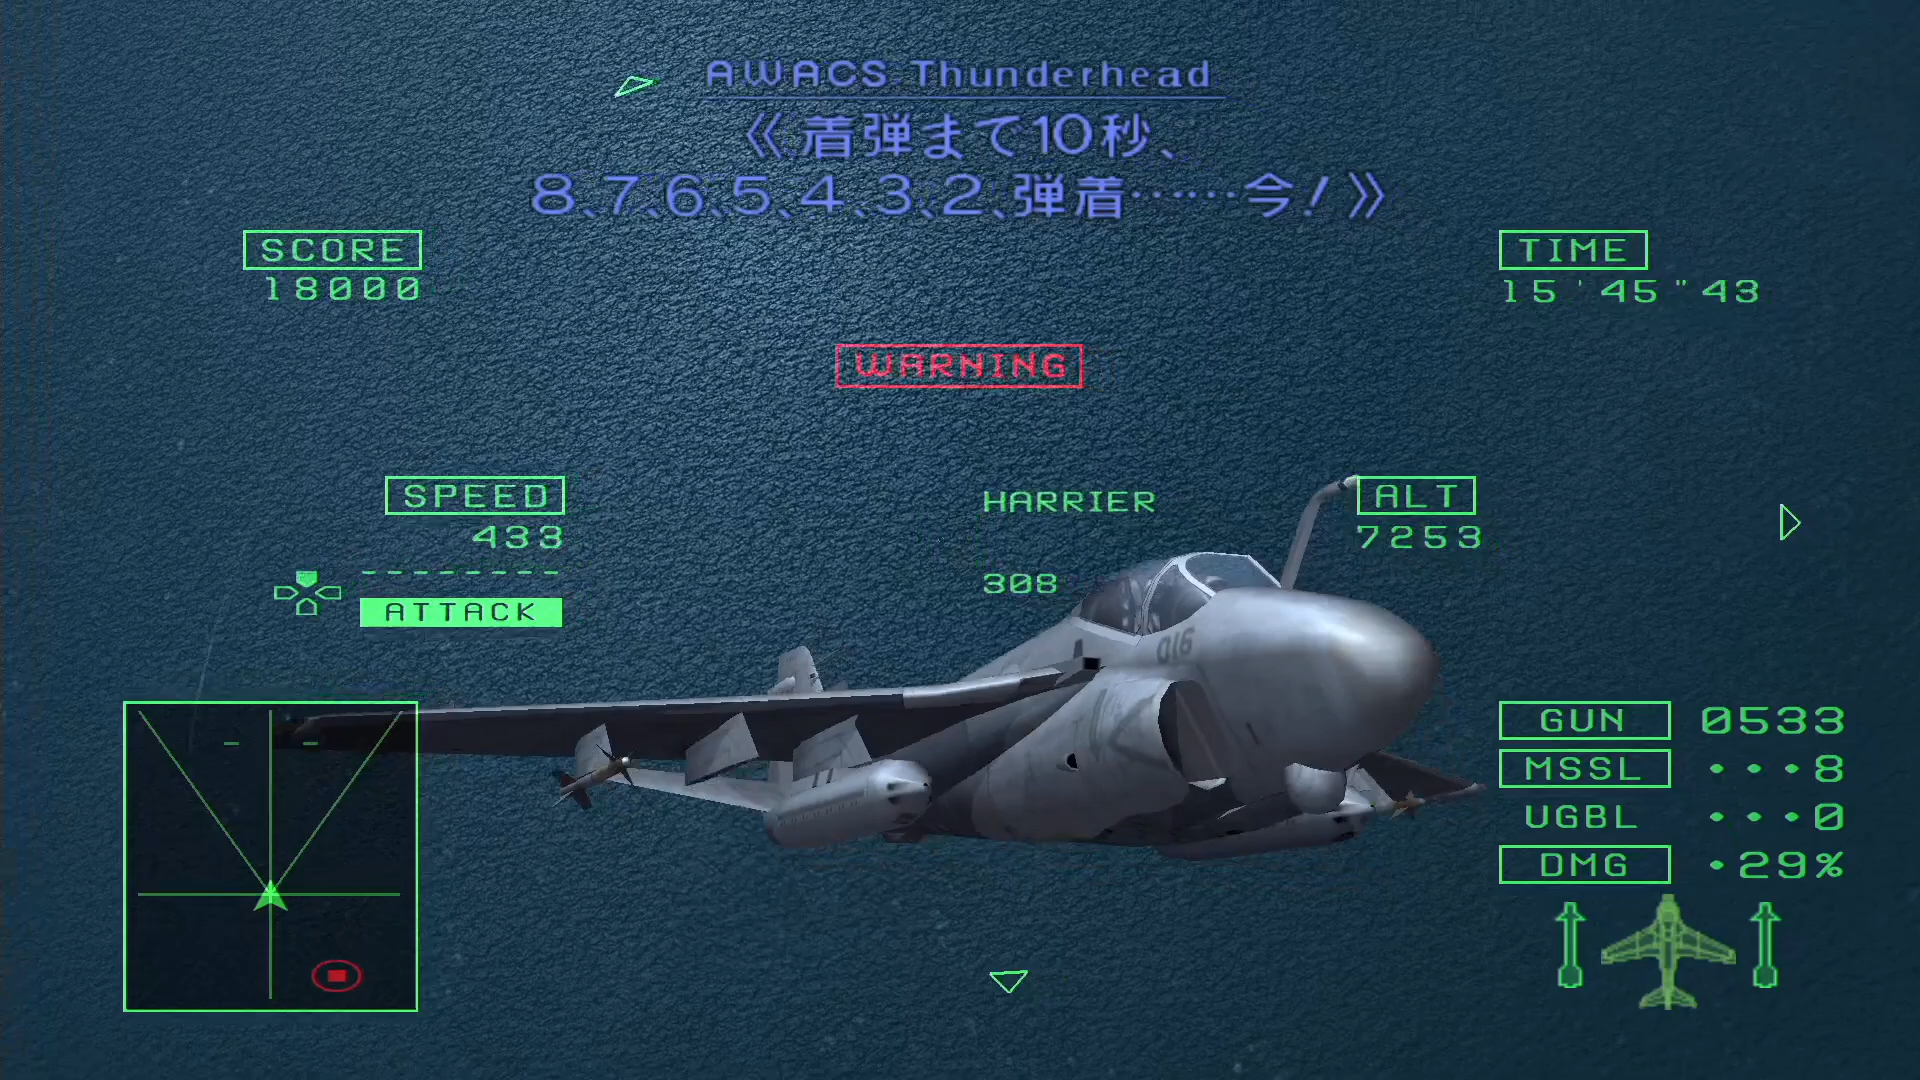 AWACS Thunderhead
《着弾まで10秒、
8、7、6、5、4、3、2、弾着……今！》
SCORE
18000
TIME
15'45"43
WARNING
SPEED
433
HARRIER
ALT
7253
308
ATTACK
016
GUN 0533
MSSL ···8
UGBL ···0
DMG ·29%